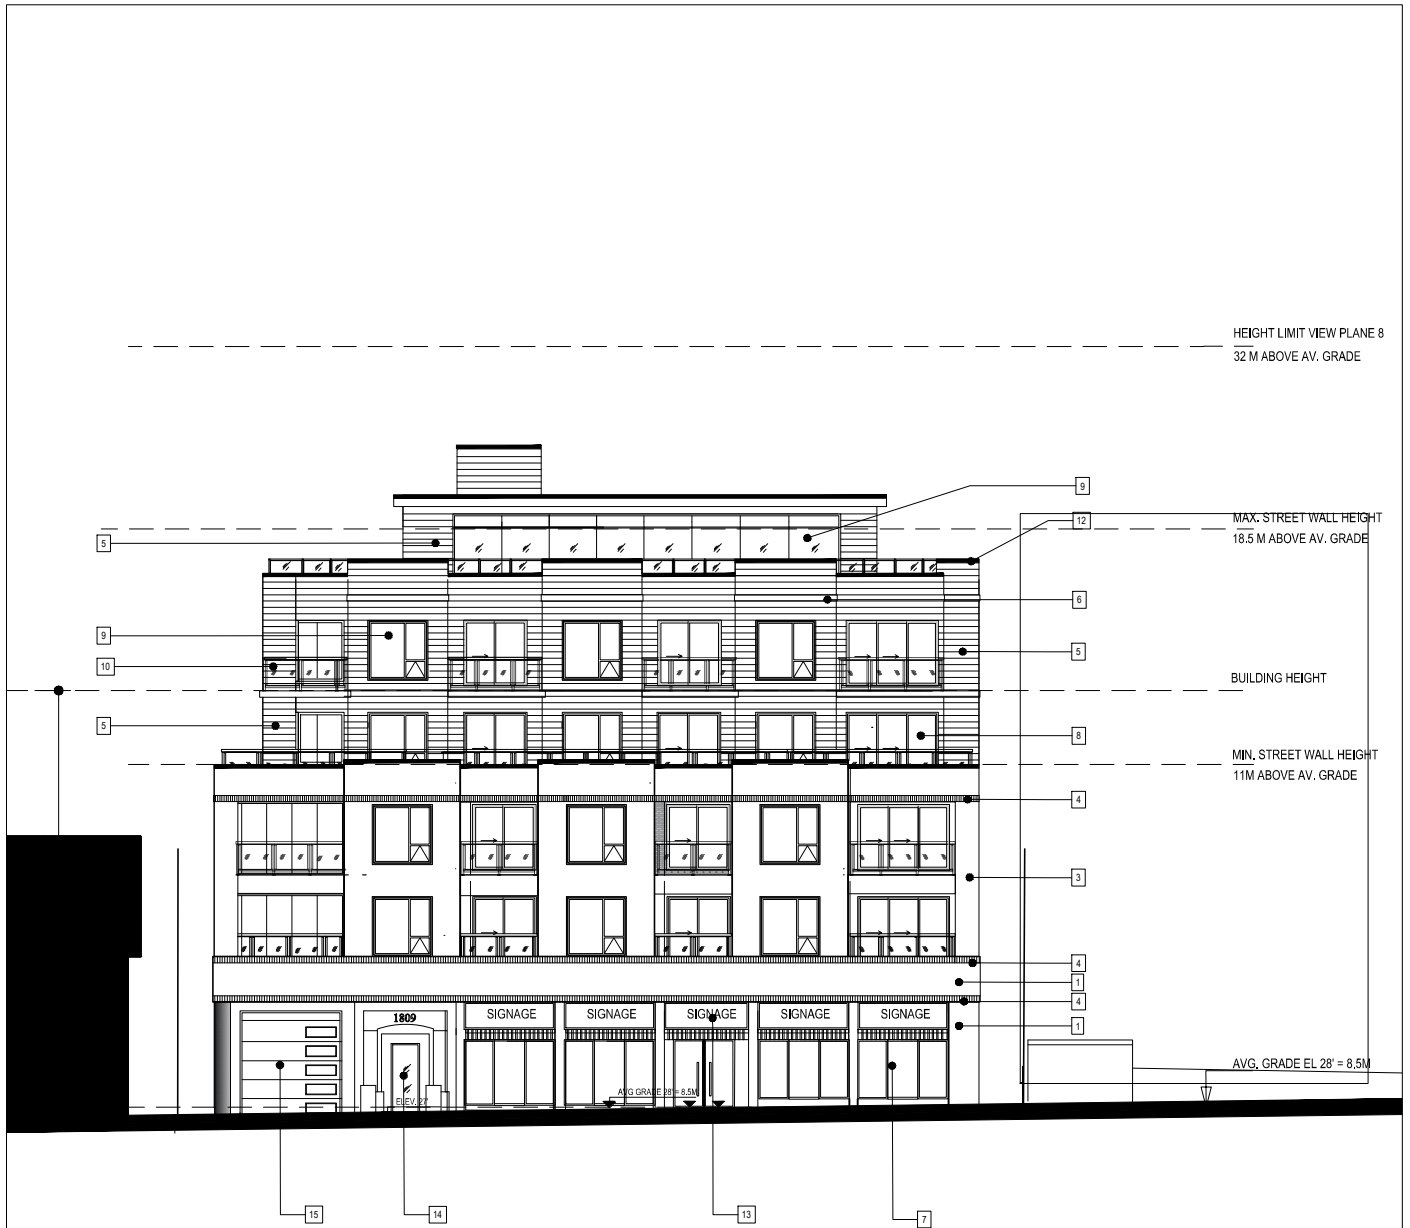 HEIGHT LIMIT VIEW PLANE 8
32 M ABOVE AV. GRADE
9
12
MAX. STREET WALL HEIGHT
18.5 M ABOVE AV. GRADE
5
6
9
5
10
BUILDING HEIGHT
5
8
MIN. STREET WALL HEIGHT
11M ABOVE AV. GRADE
4
3
4
1
4
1809
SIGNAGE
SIGNAGE
SIGNAGE
SIGNAGE
SIGNAGE
1
AVG. GRADE EL 28' = 8.5M
AVG GRADE 28' = 8.5M
ELEV. 27'
15
14
13
7